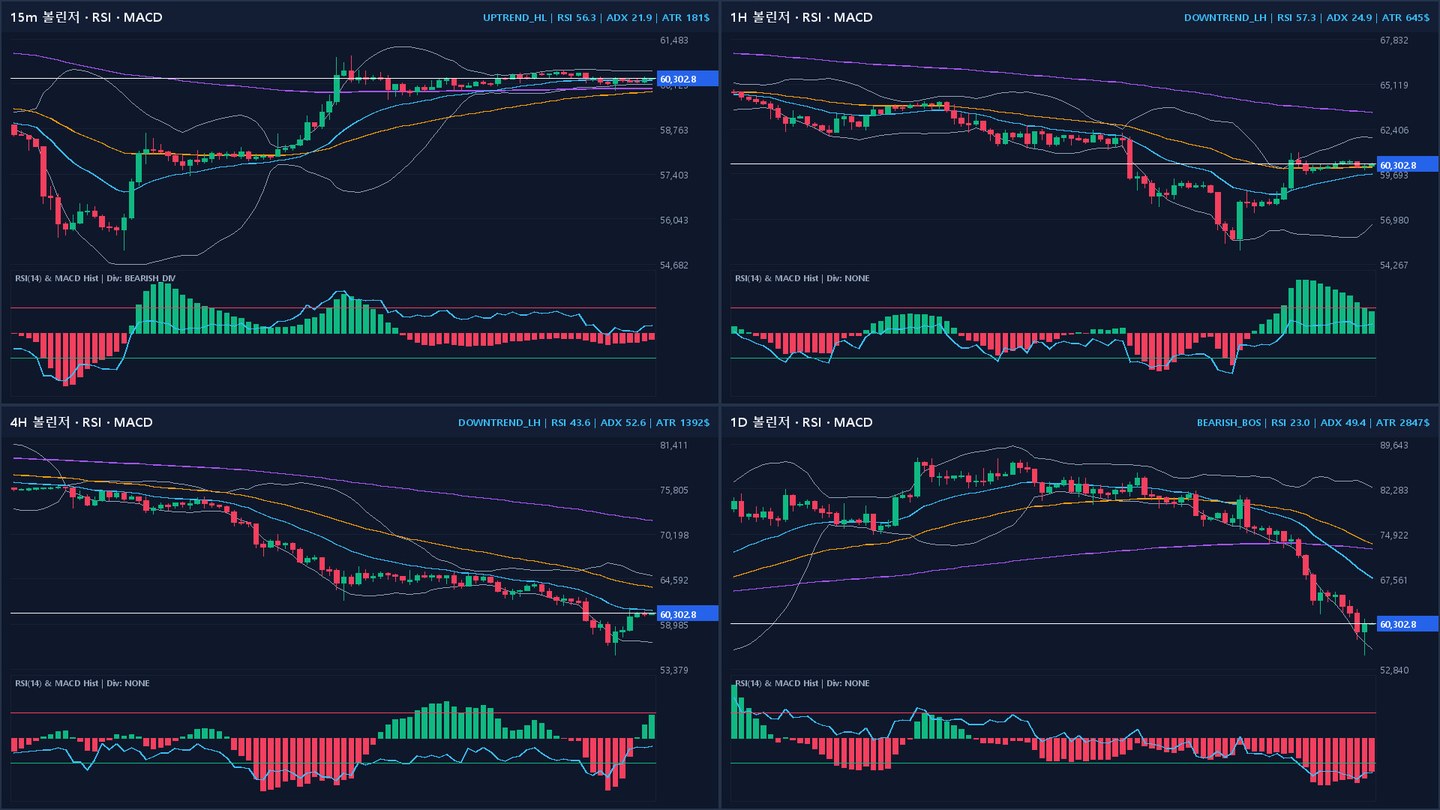 15m 볼린저 · RSI · MACD
UPTREND_HL | RSI 56.3 | ADX 21.9 | ATR 181$
61,483
60,302.8
58,763
57,403
56,043
54,682
RSI(14) & MACD Hist | Div: BEARISH_DIV
1H 볼린저 · RSI · MACD
DOWNTREND_LH | RSI 57.3 | ADX 24.9 | ATR 645$
67,832
65,119
62,406
60,302.8
59,693
56,980
54,267
RSI(14) & MACD Hist | Div: NONE
4H 볼린저 · RSI · MACD
DOWNTREND_LH | RSI 43.6 | ADX 52.6 | ATR 1392$
81,411
75,805
70,198
64,592
60,302.8
58,985
53,379
RSI(14) & MACD Hist | Div: NONE
1D 볼린저 · RSI · MACD
BEARISH_BOS | RSI 23.0 | ADX 49.4 | ATR 2847$
89,643
82,283
74,922
67,561
60,302.8
52,840
RSI(14) & MACD Hist | Div: NONE